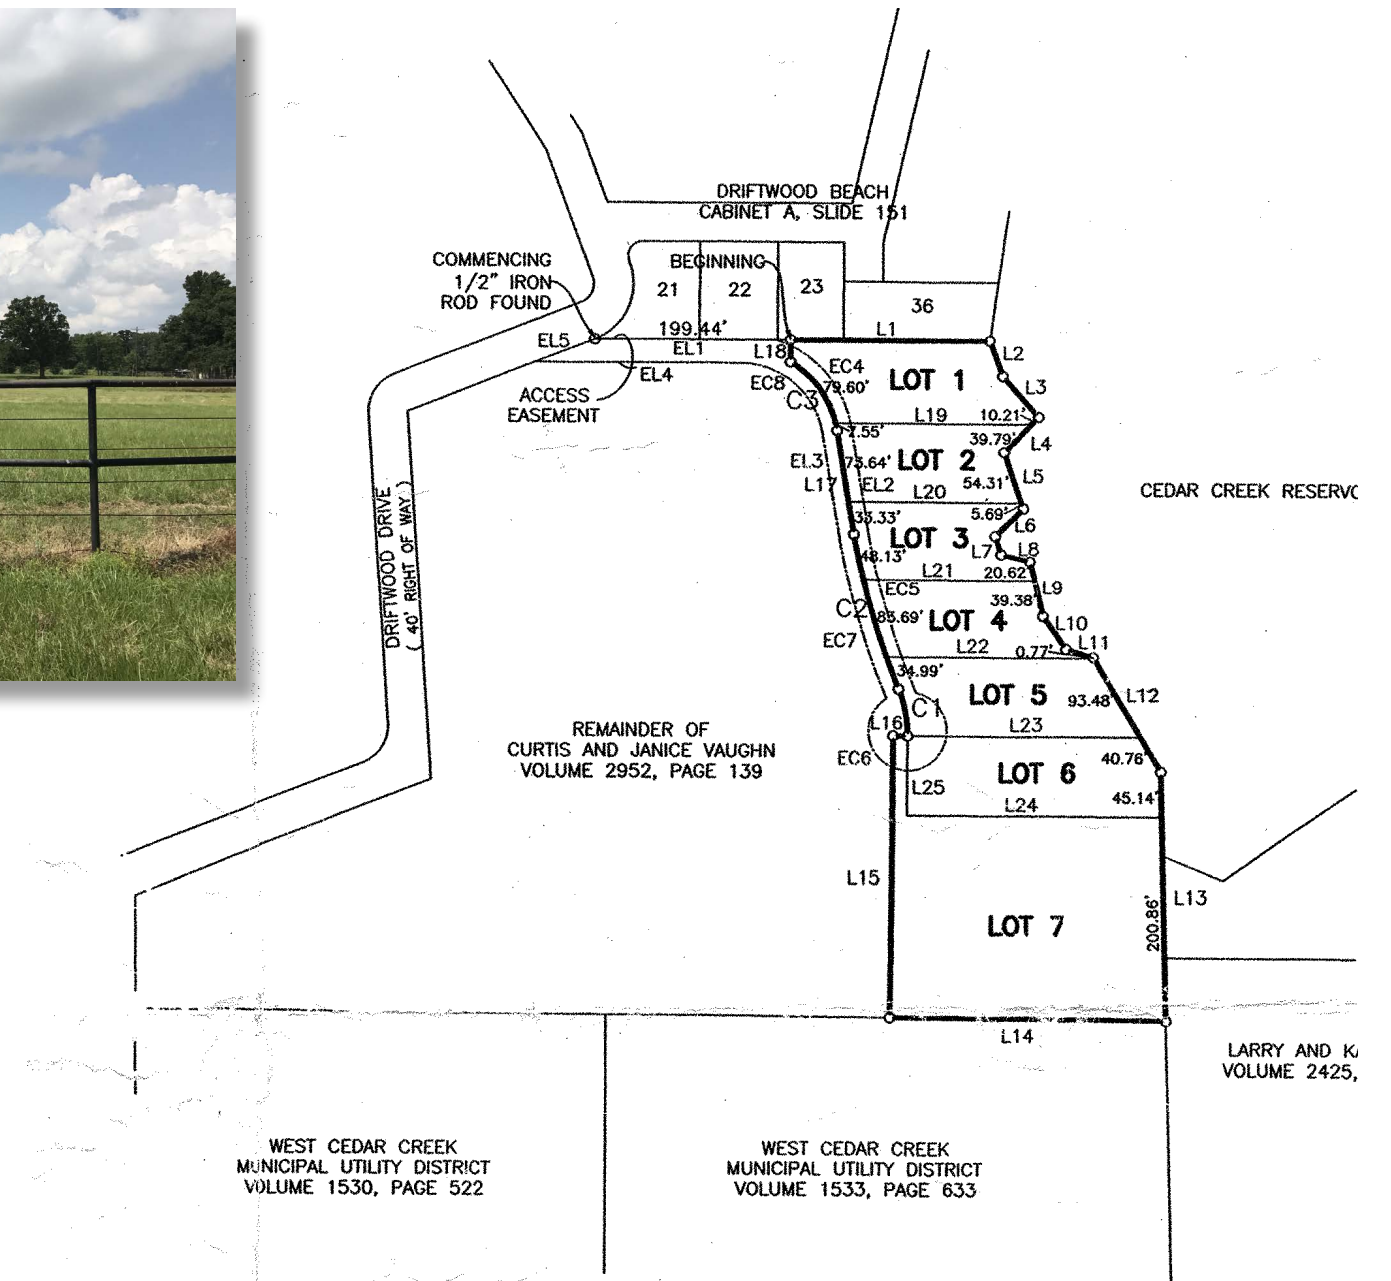 DRIFTWOOD BEACH
CABINET A, SLIDE 151
COMMENCING
1/2" IRON
ROD FOUND
BEGINNING
21
22
23
36
199.44'
L1
EL5
EL1
L18
EL4
EC8
EC4
L2
ACCESS
EASEMENT
C3
79.60'
LOT 1
L3
L19
10.21'
7.55'
39.79'
L4
EL3
73.64'
LOT 2
L17
EL2
54.31'
L5
L20
5.69'
CEDAR CREEK RESERVO
33.33'
LOT 3
L6
48.13'
L7
L8
L21
20.62'
EC5
C2
39.38'
L9
83.69'
LOT 4
L10
EC7
L22
0.77'
L11
34.99'
LOT 5
93.48'
L12
C1
L16
L23
DRIFTWOOD DRIVE
( 40' RIGHT OF WAY )
REMAINDER OF
CURTIS AND JANICE VAUGHN
VOLUME 2952, PAGE 139
EC6
40.76'
LOT 6
L25
L24
45.14'
L15
L13
200.86'
LOT 7
L14
LARRY AND K
VOLUME 2425,
WEST CEDAR CREEK
MUNICIPAL UTILITY DISTRICT
VOLUME 1530, PAGE 522
WEST CEDAR CREEK
MUNICIPAL UTILITY DISTRICT
VOLUME 1533, PAGE 633